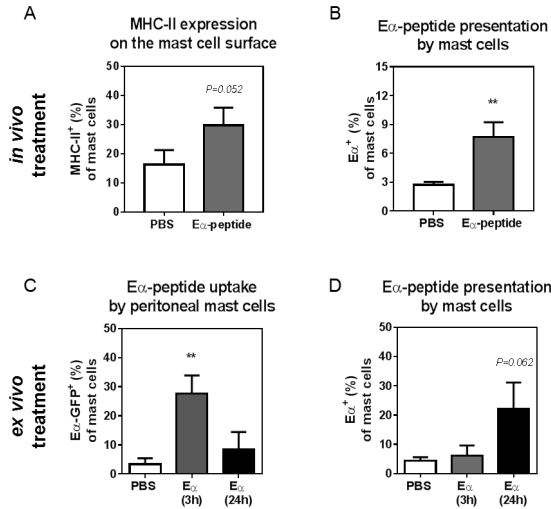 A
MHC-II expression
on the mast cell surface
in vivo
treatment
MHC-II⁺ (%)
of mast cells
50
40
30
20
10
0
P=0.052
PBS
Eα-peptide
B
Eα-peptide presentation
by mast cells
Eα⁺ (%)
of mast cells
15
12
9
6
3
0
**
PBS
Eα-peptide
C
Eα-peptide uptake
by peritoneal mast cells
ex vivo
treatment
Eα-GFP⁺ (%)
of mast cells
50
40
30
20
10
0
**
PBS
Eα
(3h)
Eα
(24h)
D
Eα-peptide presentation
by mast cells
Eα⁺ (%)
of mast cells
50
40
30
20
10
0
P=0.062
PBS
Eα
(3h)
Eα
(24h)